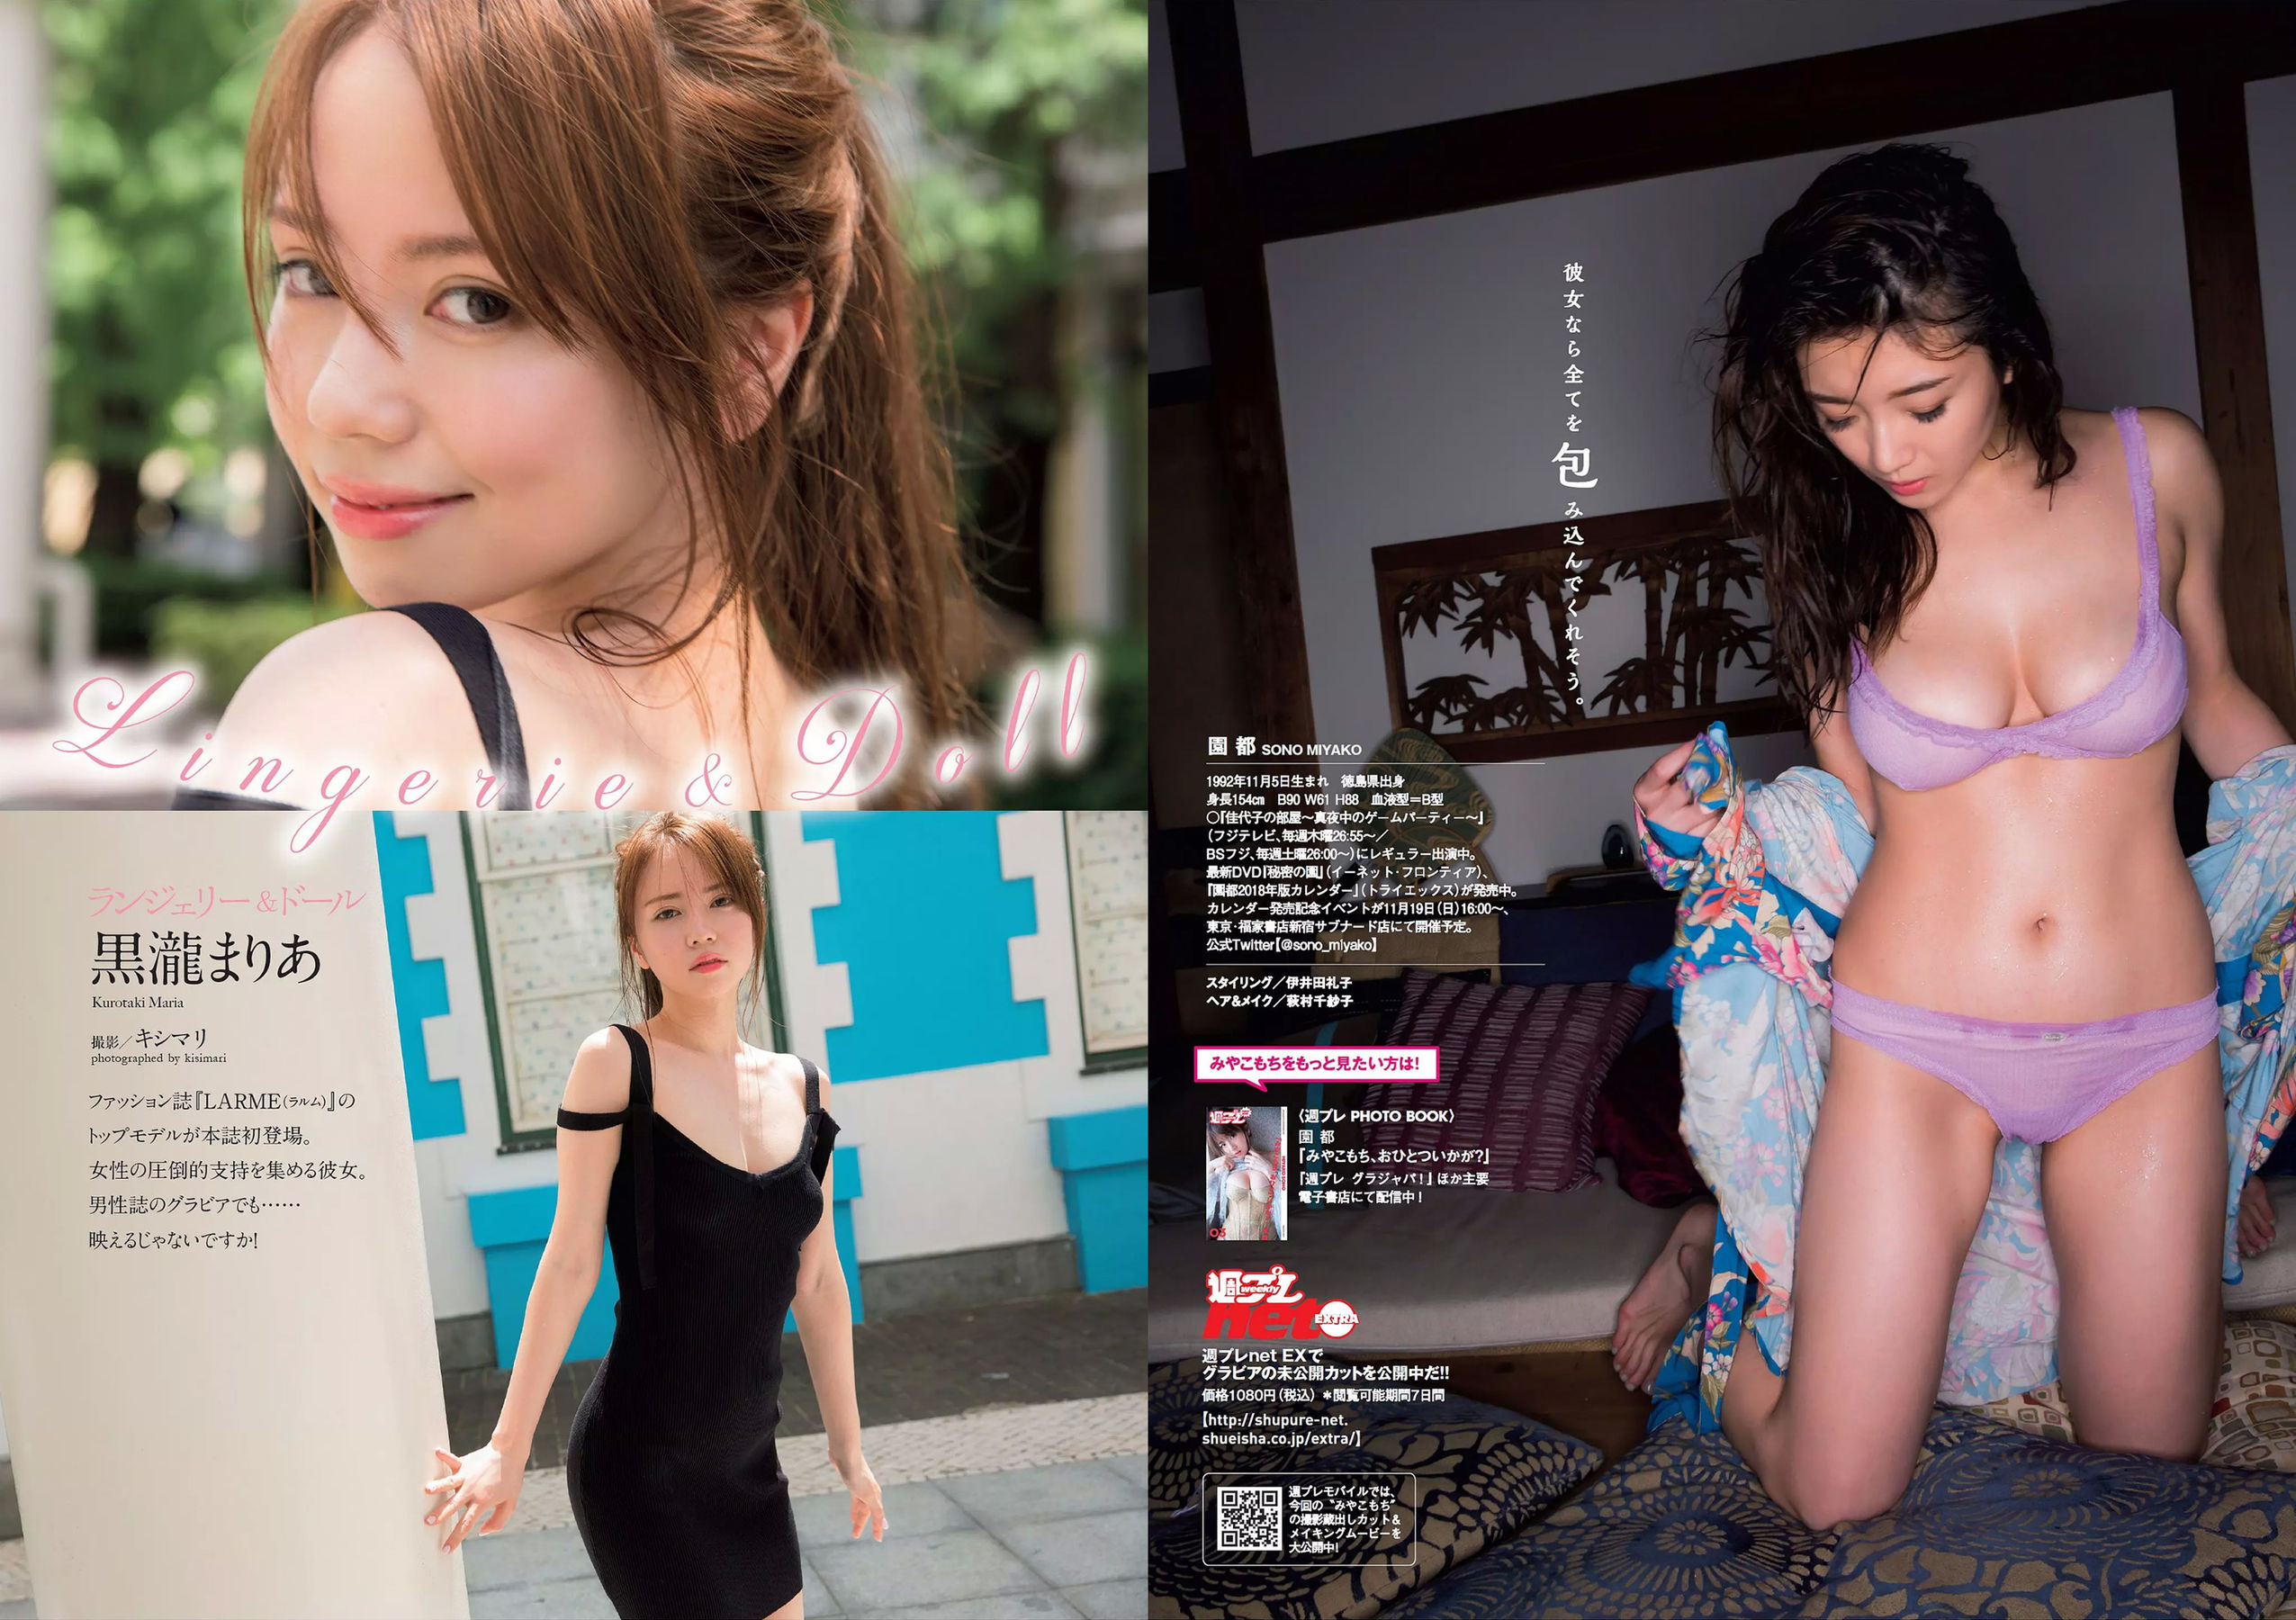 Lingerie & Doll
ランジェリー&ドール
黒瀧まりあ
Kurotaki Maria
撮影／キシマリ
photographed by kisimari
ファッション誌『LARME(ラルム)』の
トップモデルが本誌初登場。
女性の圧倒的支持を集める彼女。
男性誌のグラビアでも……
映えるじゃないですか!
彼女なら全てを包み込んでくれそう。
園 都 SONO MIYAKO
1992年11月5日生まれ　徳島県出身
身長154㎝　B90 W61 H88　血液型＝B型
○『佳代子の部屋～真夜中のゲームパーティー～』
(フジテレビ、毎週木曜26:55～／
BSフジ、毎週土曜26:00～)にレギュラー出演中。
最新DVD『秘密の園』(イーネット・フロンティア)、
『園都2018年版カレンダー』(トライエックス)が発売中。
カレンダー発売記念イベントが11月19日(日)16:00～、
東京・福家書店新宿サブナード店にて開催予定。
公式Twitter【@sono_miyako】
スタイリング／伊井田礼子
ヘア&メイク／萩村千紗子
みやこもちをもっと見たい方は!
〈週プレ PHOTO BOOK〉
園 都
『みやこもち、おひとついかが?』
『週プレ グラジャパ!』ほか主要
電子書店にて配信中!
週プレ
03
週プレ weekly
net EXTRA
週プレnet EXで
グラビアの未公開カットを公開中だ!!
価格1080円(税込) ＊閲覧可能期間7日間
【http://shupure-net.
shueisha.co.jp/extra/】
週プレモバイルでは、
今回の“みやこもち”
の撮影蔵出しカット&
メイキングムービーを
大公開中!